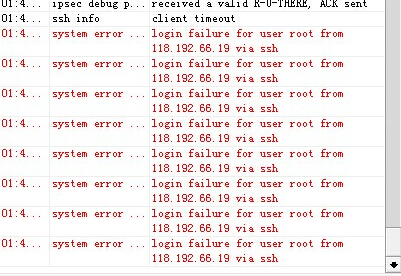 01:4... ipsec debug p... received a valid R-U-THERE, ACK sent
01:4... ssh info client timeout
01:4... system error ... login failure for user root from
118.192.66.19 via ssh
01:4... system error ... login failure for user root from
118.192.66.19 via ssh
01:4... system error ... login failure for user root from
118.192.66.19 via ssh
01:4... system error ... login failure for user root from
118.192.66.19 via ssh
01:4... system error ... login failure for user root from
118.192.66.19 via ssh
01:4... system error ... login failure for user root from
118.192.66.19 via ssh
01:4... system error ... login failure for user root from
118.192.66.19 via ssh
01:4... system error ... login failure for user root from
118.192.66.19 via ssh